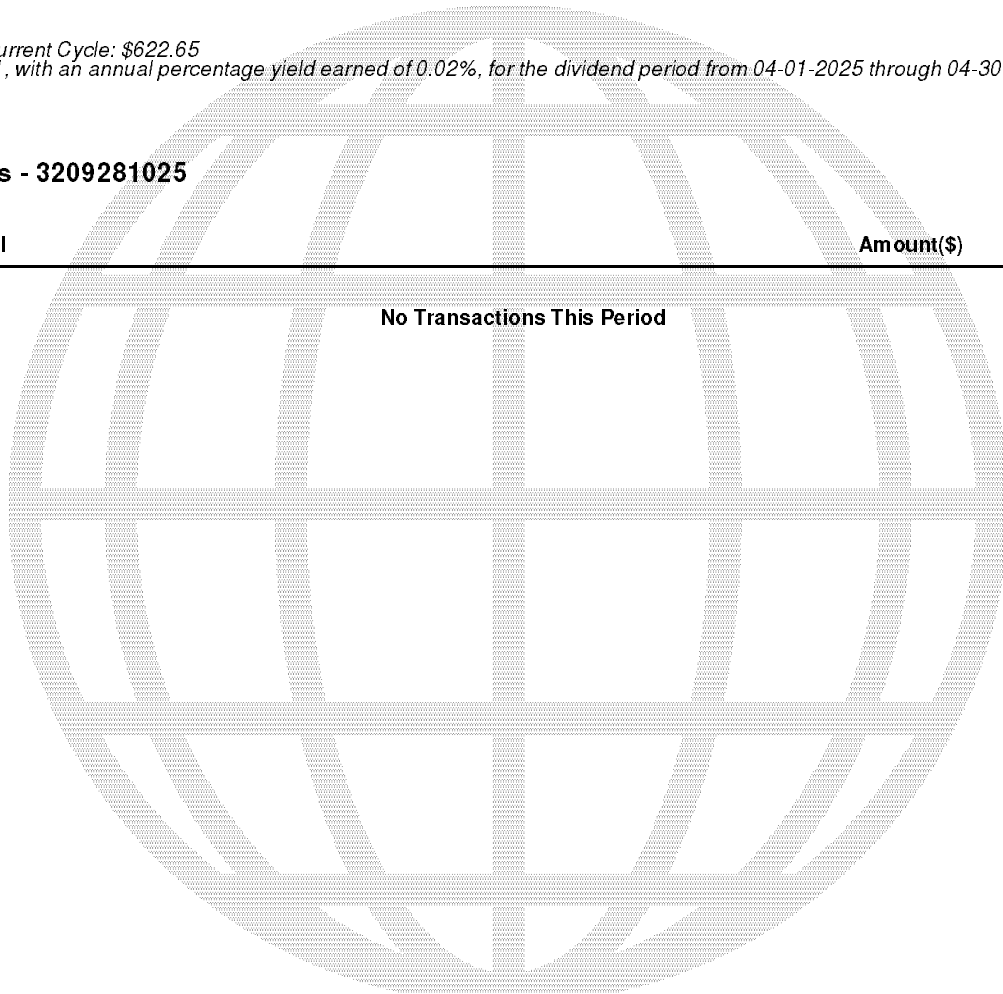 urrent Cycle: $622.65
, with an annual percentage yield earned of 0.02%, for the dividend period from 04-01-2025 through 04-30
s - 3209281025
l Amount($)
No Transactions This Period